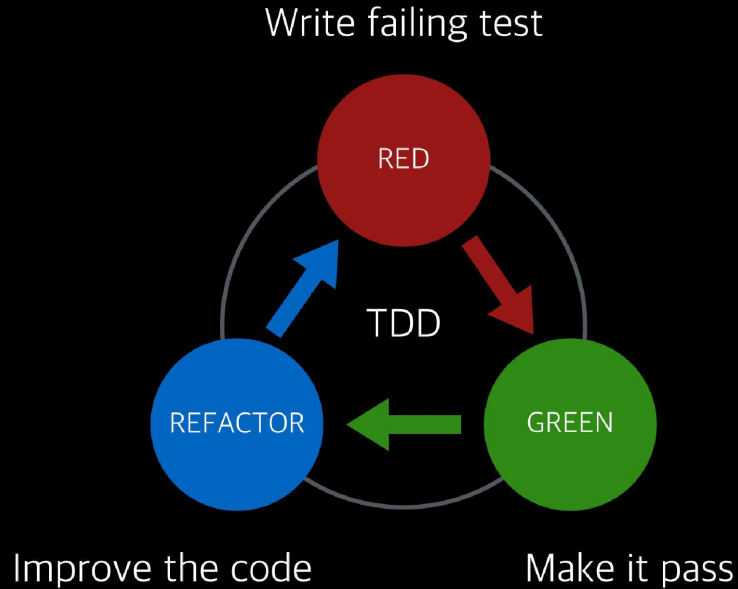 Write failing test
RED
TDD
REFACTOR
GREEN
Improve the code
Make it pass